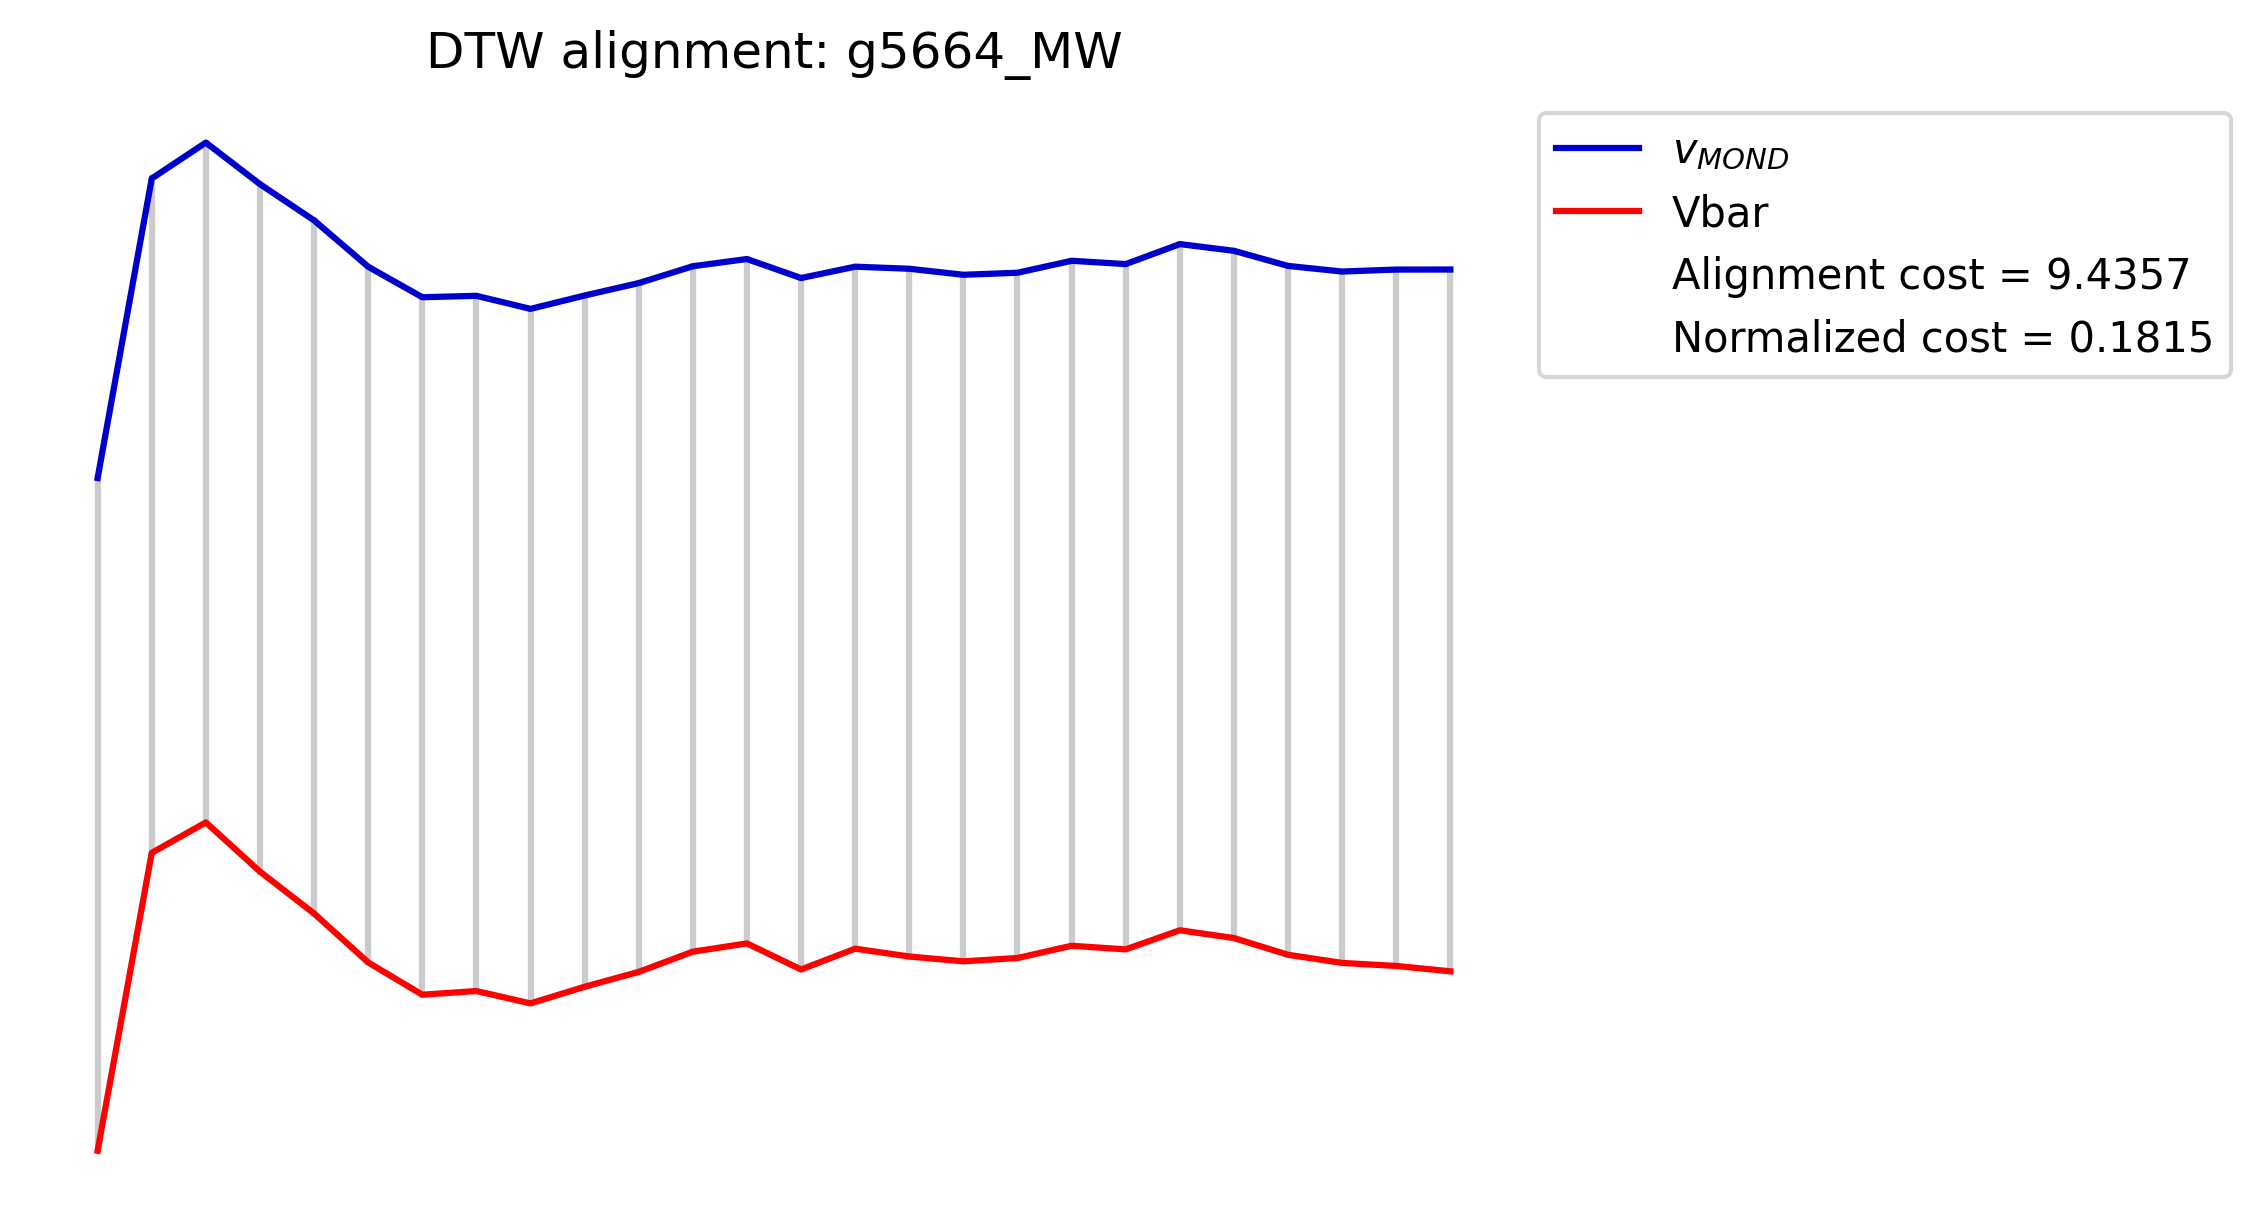 DTW alignment: g5664_MW
v_MOND
Vbar
Alignment cost = 9.4357
Normalized cost = 0.1815